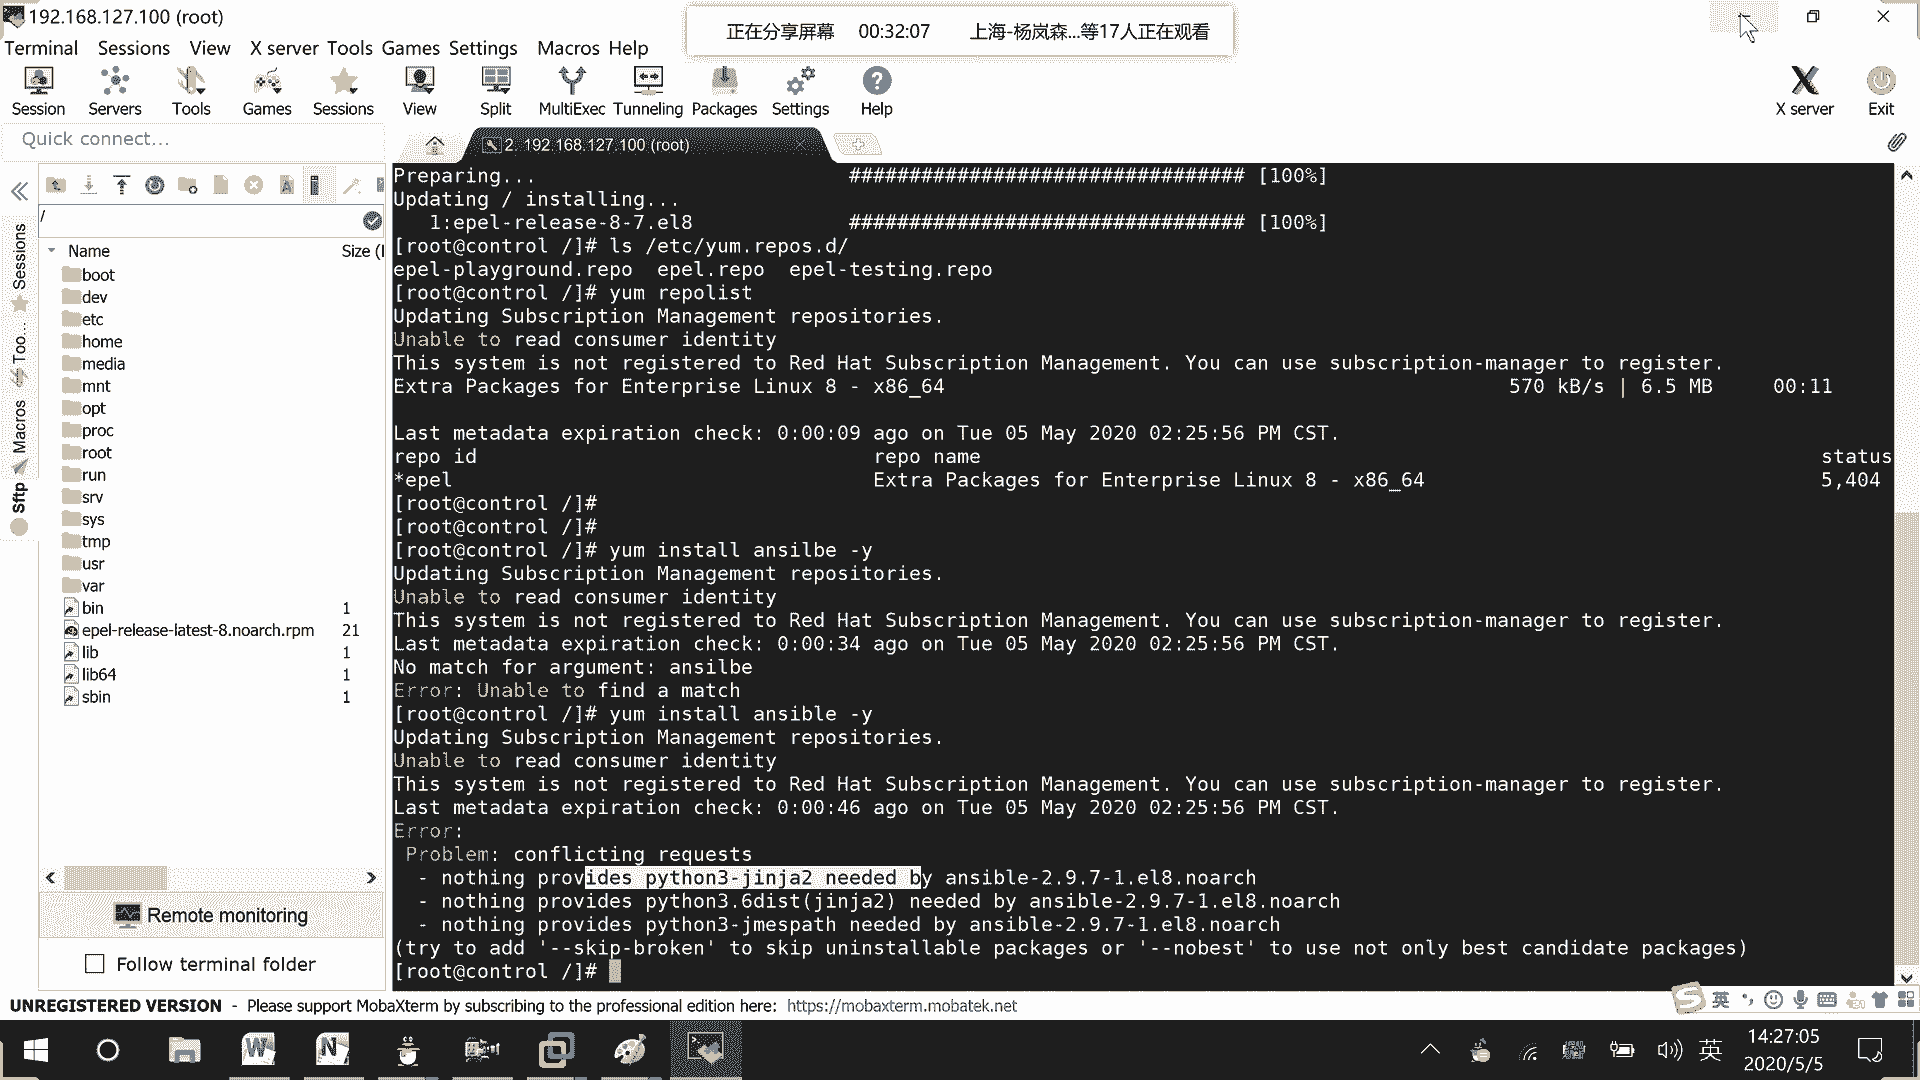 192.168.127.100 (root)
正在分享屏幕 00:32:07 上海-杨岚森...等17人正在观看
Terminal Sessions View X server Tools Games Settings Macros Help
Session Servers Tools Games Sessions View Split MultiExec Tunneling Packages Settings Help X server Exit
Quick connect...
2. 192.168.127.100 (root)
/
Name Size (
boot
dev
etc
home
media
mnt
opt
proc
root
run
srv
sys
tmp
usr
var
bin 1
epel-release-latest-8.noarch.rpm 21
lib 1
lib64 1
sbin 1
Sessions
Too...
Macros
Sftp
Remote monitoring
Follow terminal folder
Preparing... ################################# [100%]
Updating / installing...
1:epel-release-8-7.el8 ################################# [100%]
[root@control /]# ls /etc/yum.repos.d/
epel-playground.repo epel.repo epel-testing.repo
[root@control /]# yum repolist
Updating Subscription Management repositories.
Unable to read consumer identity
This system is not registered to Red Hat Subscription Management. You can use subscription-manager to register.
Extra Packages for Enterprise Linux 8 - x86_64 570 kB/s | 6.5 MB 00:11
Last metadata expiration check: 0:00:09 ago on Tue 05 May 2020 02:25:56 PM CST.
repo id repo name status
*epel Extra Packages for Enterprise Linux 8 - x86_64 5,404
[root@control /]#
[root@control /]#
[root@control /]# yum install ansilbe -y
Updating Subscription Management repositories.
Unable to read consumer identity
This system is not registered to Red Hat Subscription Management. You can use subscription-manager to register.
Last metadata expiration check: 0:00:34 ago on Tue 05 May 2020 02:25:56 PM CST.
No match for argument: ansilbe
Error: Unable to find a match
[root@control /]# yum install ansible -y
Updating Subscription Management repositories.
Unable to read consumer identity
This system is not registered to Red Hat Subscription Management. You can use subscription-manager to register.
Last metadata expiration check: 0:00:46 ago on Tue 05 May 2020 02:25:56 PM CST.
Error:
Problem: conflicting requests
- nothing provides python3-jinja2 needed by ansible-2.9.7-1.el8.noarch
- nothing provides python3.6dist(jinja2) needed by ansible-2.9.7-1.el8.noarch
- nothing provides python3-jmespath needed by ansible-2.9.7-1.el8.noarch
(try to add '--skip-broken' to skip uninstallable packages or '--nobest' to use not only best candidate packages)
[root@control /]#
UNREGISTERED VERSION - Please support MobaXterm by subscribing to the professional edition here: https://mobaxterm.mobatek.net
英
英
14:27:05
2020/5/5